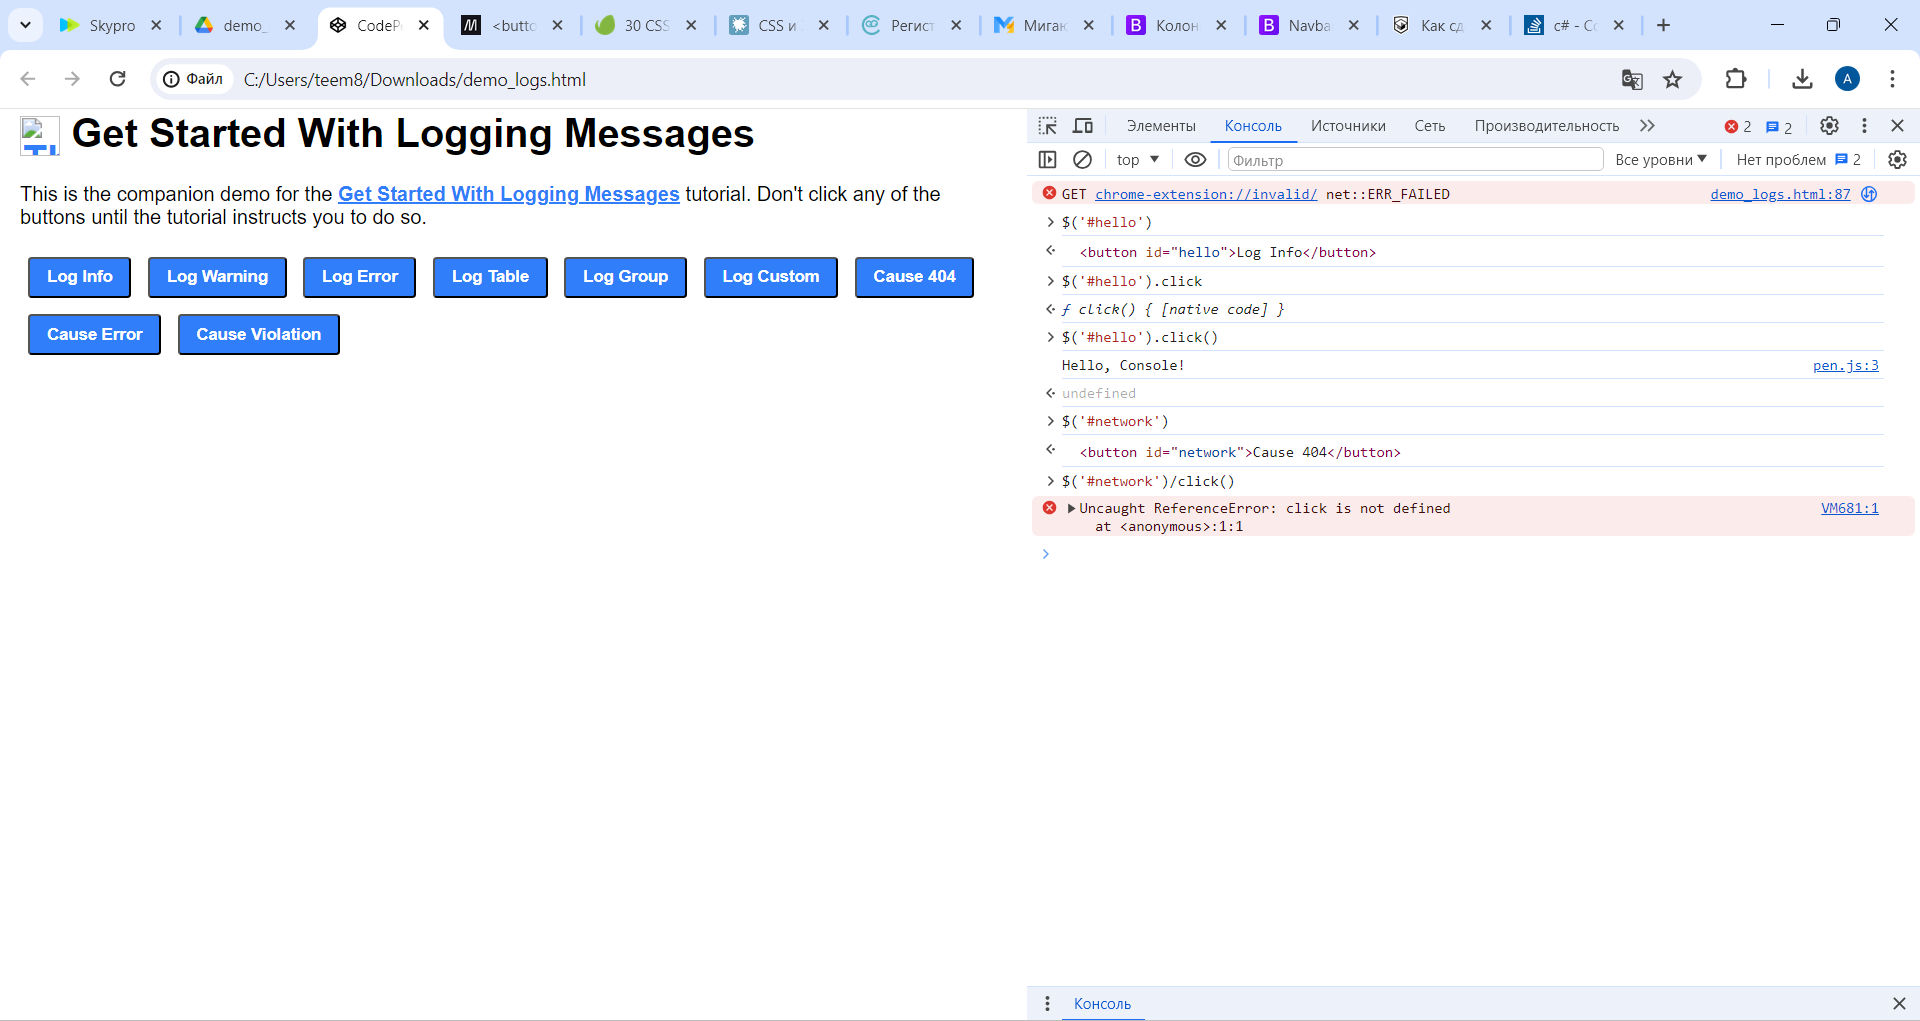 Skypro
demo_
CodeP
<butto
30 CSS
CSS и
Регист
Мигаю
Колон
Navba
Как сд
c# - Co
Файл
C:/Users/teem8/Downloads/demo_logs.html
A
Get Started With Logging Messages
This is the companion demo for the Get Started With Logging Messages tutorial. Don't click any of the
buttons until the tutorial instructs you to do so.
Log Info
Log Warning
Log Error
Log Table
Log Group
Log Custom
Cause 404
Cause Error
Cause Violation
Элементы
Консоль
Источники
Сеть
Производительность
2
2
top
Фильтр
Все уровни
Нет проблем
2
GET chrome-extension://invalid/ net::ERR_FAILED
demo_logs.html:87
$('#hello')
<button id="hello">Log Info</button>
$('#hello').click
ƒ click() { [native code] }
$('#hello').click()
Hello, Console!
pen.js:3
undefined
$('#network')
<button id="network">Cause 404</button>
$('#network')/click()
Uncaught ReferenceError: click is not defined
VM681:1
at <anonymous>:1:1
Консоль